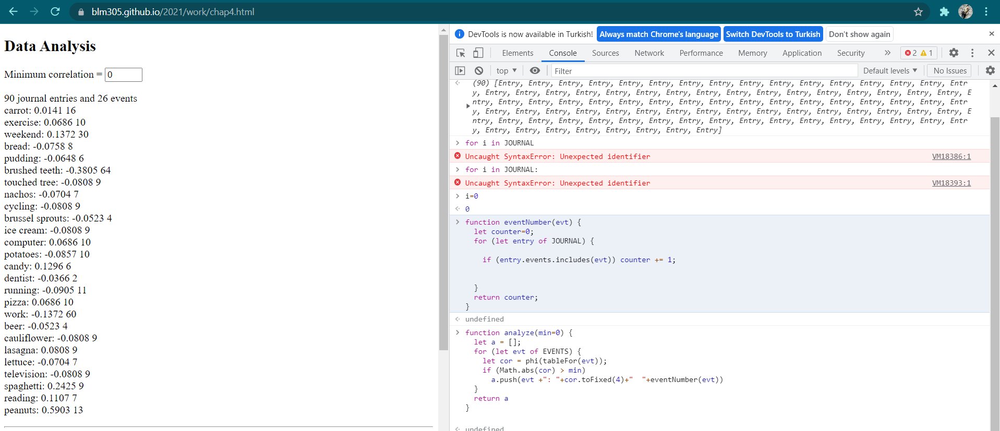 blm305.github.io/2021/work/chap4.html
Data Analysis
Minimum correlation = 0
90 journal entries and 26 events
carrot: 0.0141 16
exercise: 0.0686 10
weekend: 0.1372 30
bread: -0.0758 8
pudding: -0.0648 6
brushed teeth: -0.3805 64
touched tree: -0.0808 9
nachos: -0.0704 7
cycling: -0.0808 9
brussel sprouts: -0.0523 4
ice cream: -0.0808 9
computer: 0.0686 10
potatoes: -0.0857 10
candy: 0.1296 6
dentist: -0.0366 2
running: -0.0905 11
pizza: 0.0686 10
work: -0.1372 60
beer: -0.0523 4
cauliflower: -0.0808 9
lasagna: 0.0808 9
lettuce: -0.0704 7
television: -0.0808 9
spaghetti: 0.2425 9
reading: 0.1107 7
peanuts: 0.5903 13
DevTools is now available in Turkish! Always match Chrome's language Switch DevTools to Turkish Don't show again
Elements Console Sources Network Performance Memory Application Security 2 1
top Filter Default levels No Issues
(90) [Entry, Entry, Entry, Entry, Entry, Entry, Entry, Entry, Entry, Entry, Entry, Entry, Entry, Entry, Entry, Entr
y, Entry, Entry, Entry, Entry, Entry, Entry, Entry, Entry, Entry, Entry, Entry, Entry, Entry, Entry, Entry, Entry, E
ntry, Entry, Entry, Entry, Entry, Entry, Entry, Entry, Entry, Entry, Entry, Entry, Entry, Entry, Entry, Entry, Entr
y, Entry, Entry, Entry, Entry, Entry, Entry, Entry, Entry, Entry, Entry, Entry, Entry, Entry, Entry, Entry, Entry, E
ntry, Entry, Entry, Entry, Entry, Entry, Entry, Entry, Entry, Entry, Entry, Entry, Entry, Entry, Entry, Entry, Entr
y, Entry, Entry, Entry, Entry, Entry, Entry, Entry, Entry]
for i in JOURNAL
Uncaught SyntaxError: Unexpected identifier VM18386:1
for i in JOURNAL:
Uncaught SyntaxError: Unexpected identifier VM18393:1
i=0
0
function eventNumber(evt) {
let counter=0;
for (let entry of JOURNAL) {
if (entry.events.includes(evt)) counter += 1;
}
return counter;
}
undefined
function analyze(min=0) {
let a = [];
for (let evt of EVENTS) {
let cor = phi(tableFor(evt));
if (Math.abs(cor) > min)
a.push(evt +": "+cor.toFixed(4)+"  "+eventNumber(evt))
}
return a
}
undefined